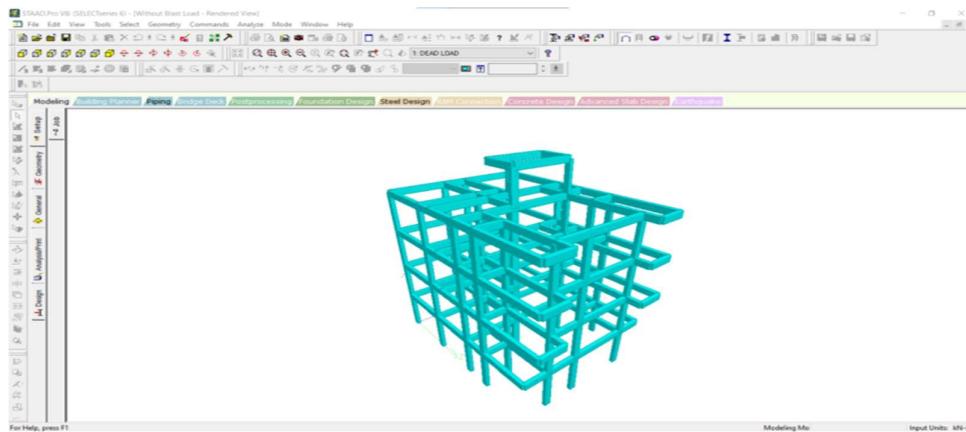 STAAD.Pro V8i (SELECTseries 6) - [Without Blast Load - Rendered View]
File Edit View Tools Select Geometry Commands Analyze Mode Window Help
1: DEAD LOAD
Modeling Building Planner Piping Bridge Deck Postprocessing Foundation Design Steel Design RAM Connection Concrete Design Advanced Slab Design Earthquake
Job
Setup
Geometry
General
Analysis/Print
Design
For Help, press F1
Modeling Mo
Input Units: kN-